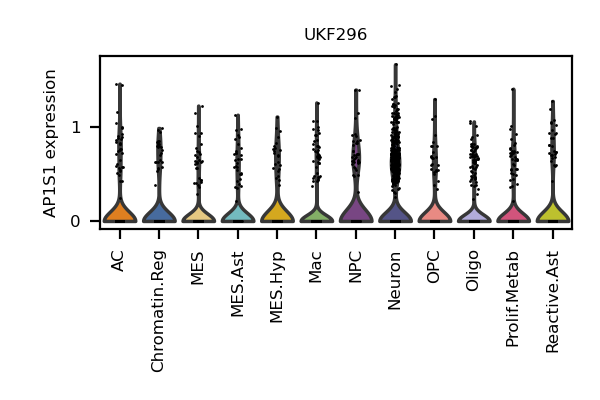 UKF296
AP1S1 expression
1
0
AC
Chromatin.Reg
MES
MES.Ast
MES.Hyp
Mac
NPC
Neuron
OPC
Oligo
Prolif.Metab
Reactive.Ast